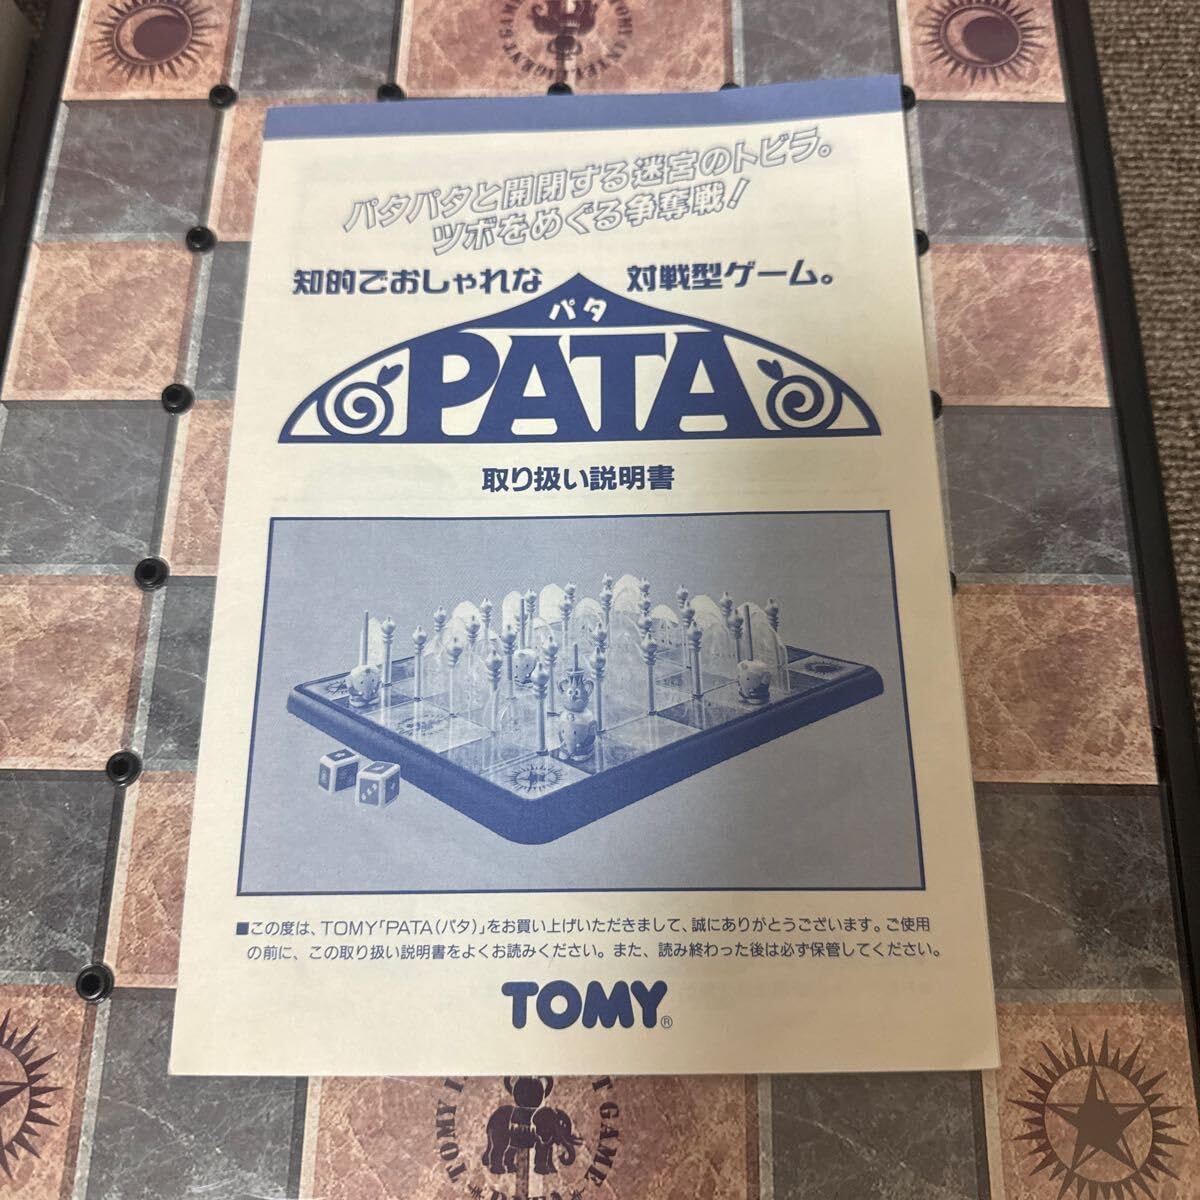 TOMY INTELLIGENT GAME
パタパタと開閉する迷宮のトビラ。
ツボをめぐる争奪戦!
知的でおしゃれな 対戦型ゲーム。
パタ
PATA
取り扱い説明書
■この度は、TOMY「PATA(パタ)」をお買い上げいただきまして、誠にありがとうございます。ご使用
の前に、この取り扱い説明書をよくお読みください。また、読み終わった後は必ず保管してください。
TOMY®